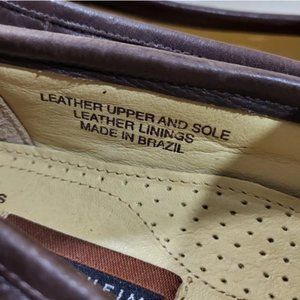 LEATHER UPPER AND SOLE
LEATHER LININGS
MADE IN BRAZIL